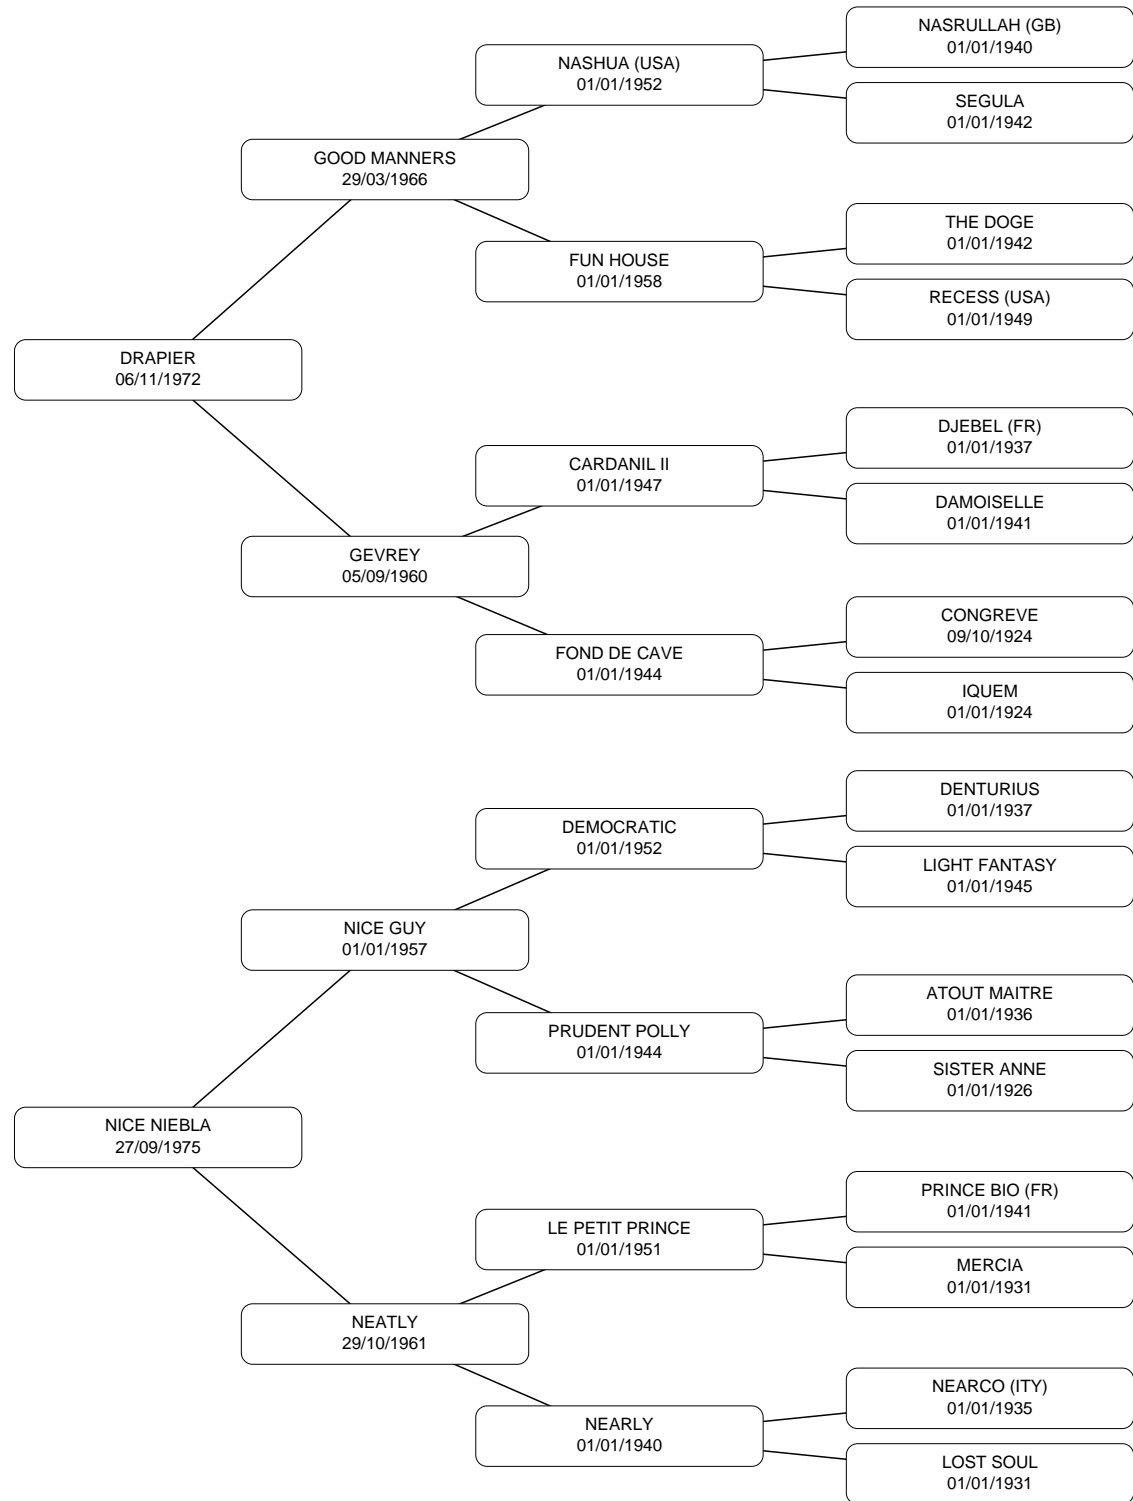 NASRULLAH (GB)
01/01/1940
NASHUA (USA)
01/01/1952
SEGULA
01/01/1942
GOOD MANNERS
29/03/1966
THE DOGE
01/01/1942
FUN HOUSE
01/01/1958
RECESS (USA)
01/01/1949
DRAPIER
06/11/1972
DJEBEL (FR)
01/01/1937
CARDANIL II
01/01/1947
DAMOISELLE
01/01/1941
GEVREY
05/09/1960
CONGREVE
09/10/1924
FOND DE CAVE
01/01/1944
IQUEM
01/01/1924
DENTURIUS
01/01/1937
DEMOCRATIC
01/01/1952
LIGHT FANTASY
01/01/1945
NICE GUY
01/01/1957
ATOUT MAITRE
01/01/1936
PRUDENT POLLY
01/01/1944
SISTER ANNE
01/01/1926
NICE NIEBLA
27/09/1975
PRINCE BIO (FR)
01/01/1941
LE PETIT PRINCE
01/01/1951
MERCIA
01/01/1931
NEATLY
29/10/1961
NEARCO (ITY)
01/01/1935
NEARLY
01/01/1940
LOST SOUL
01/01/1931